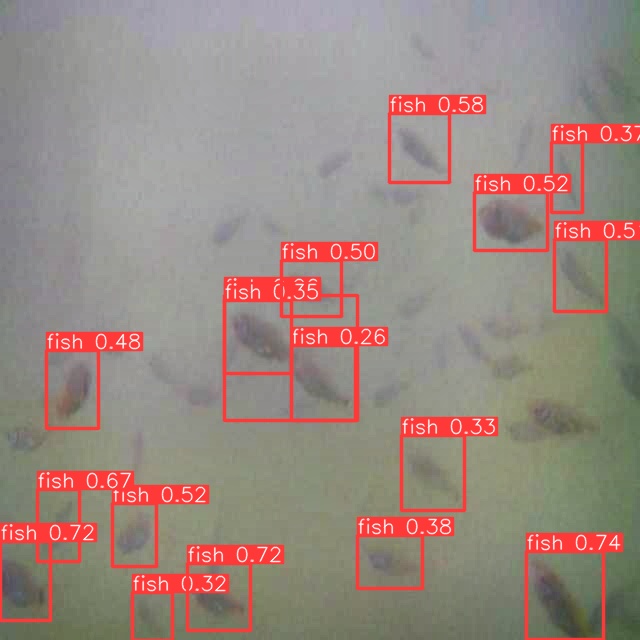 fish 0.58
fish 0.37
fish 0.52
fish 0.5
fish 0.50
fish 0.35
fish 0.26
fish 0.48
fish 0.33
fish 0.67
fish 0.52
fish 0.72
fish 0.38
fish 0.74
fish 0.72
fish 0.32